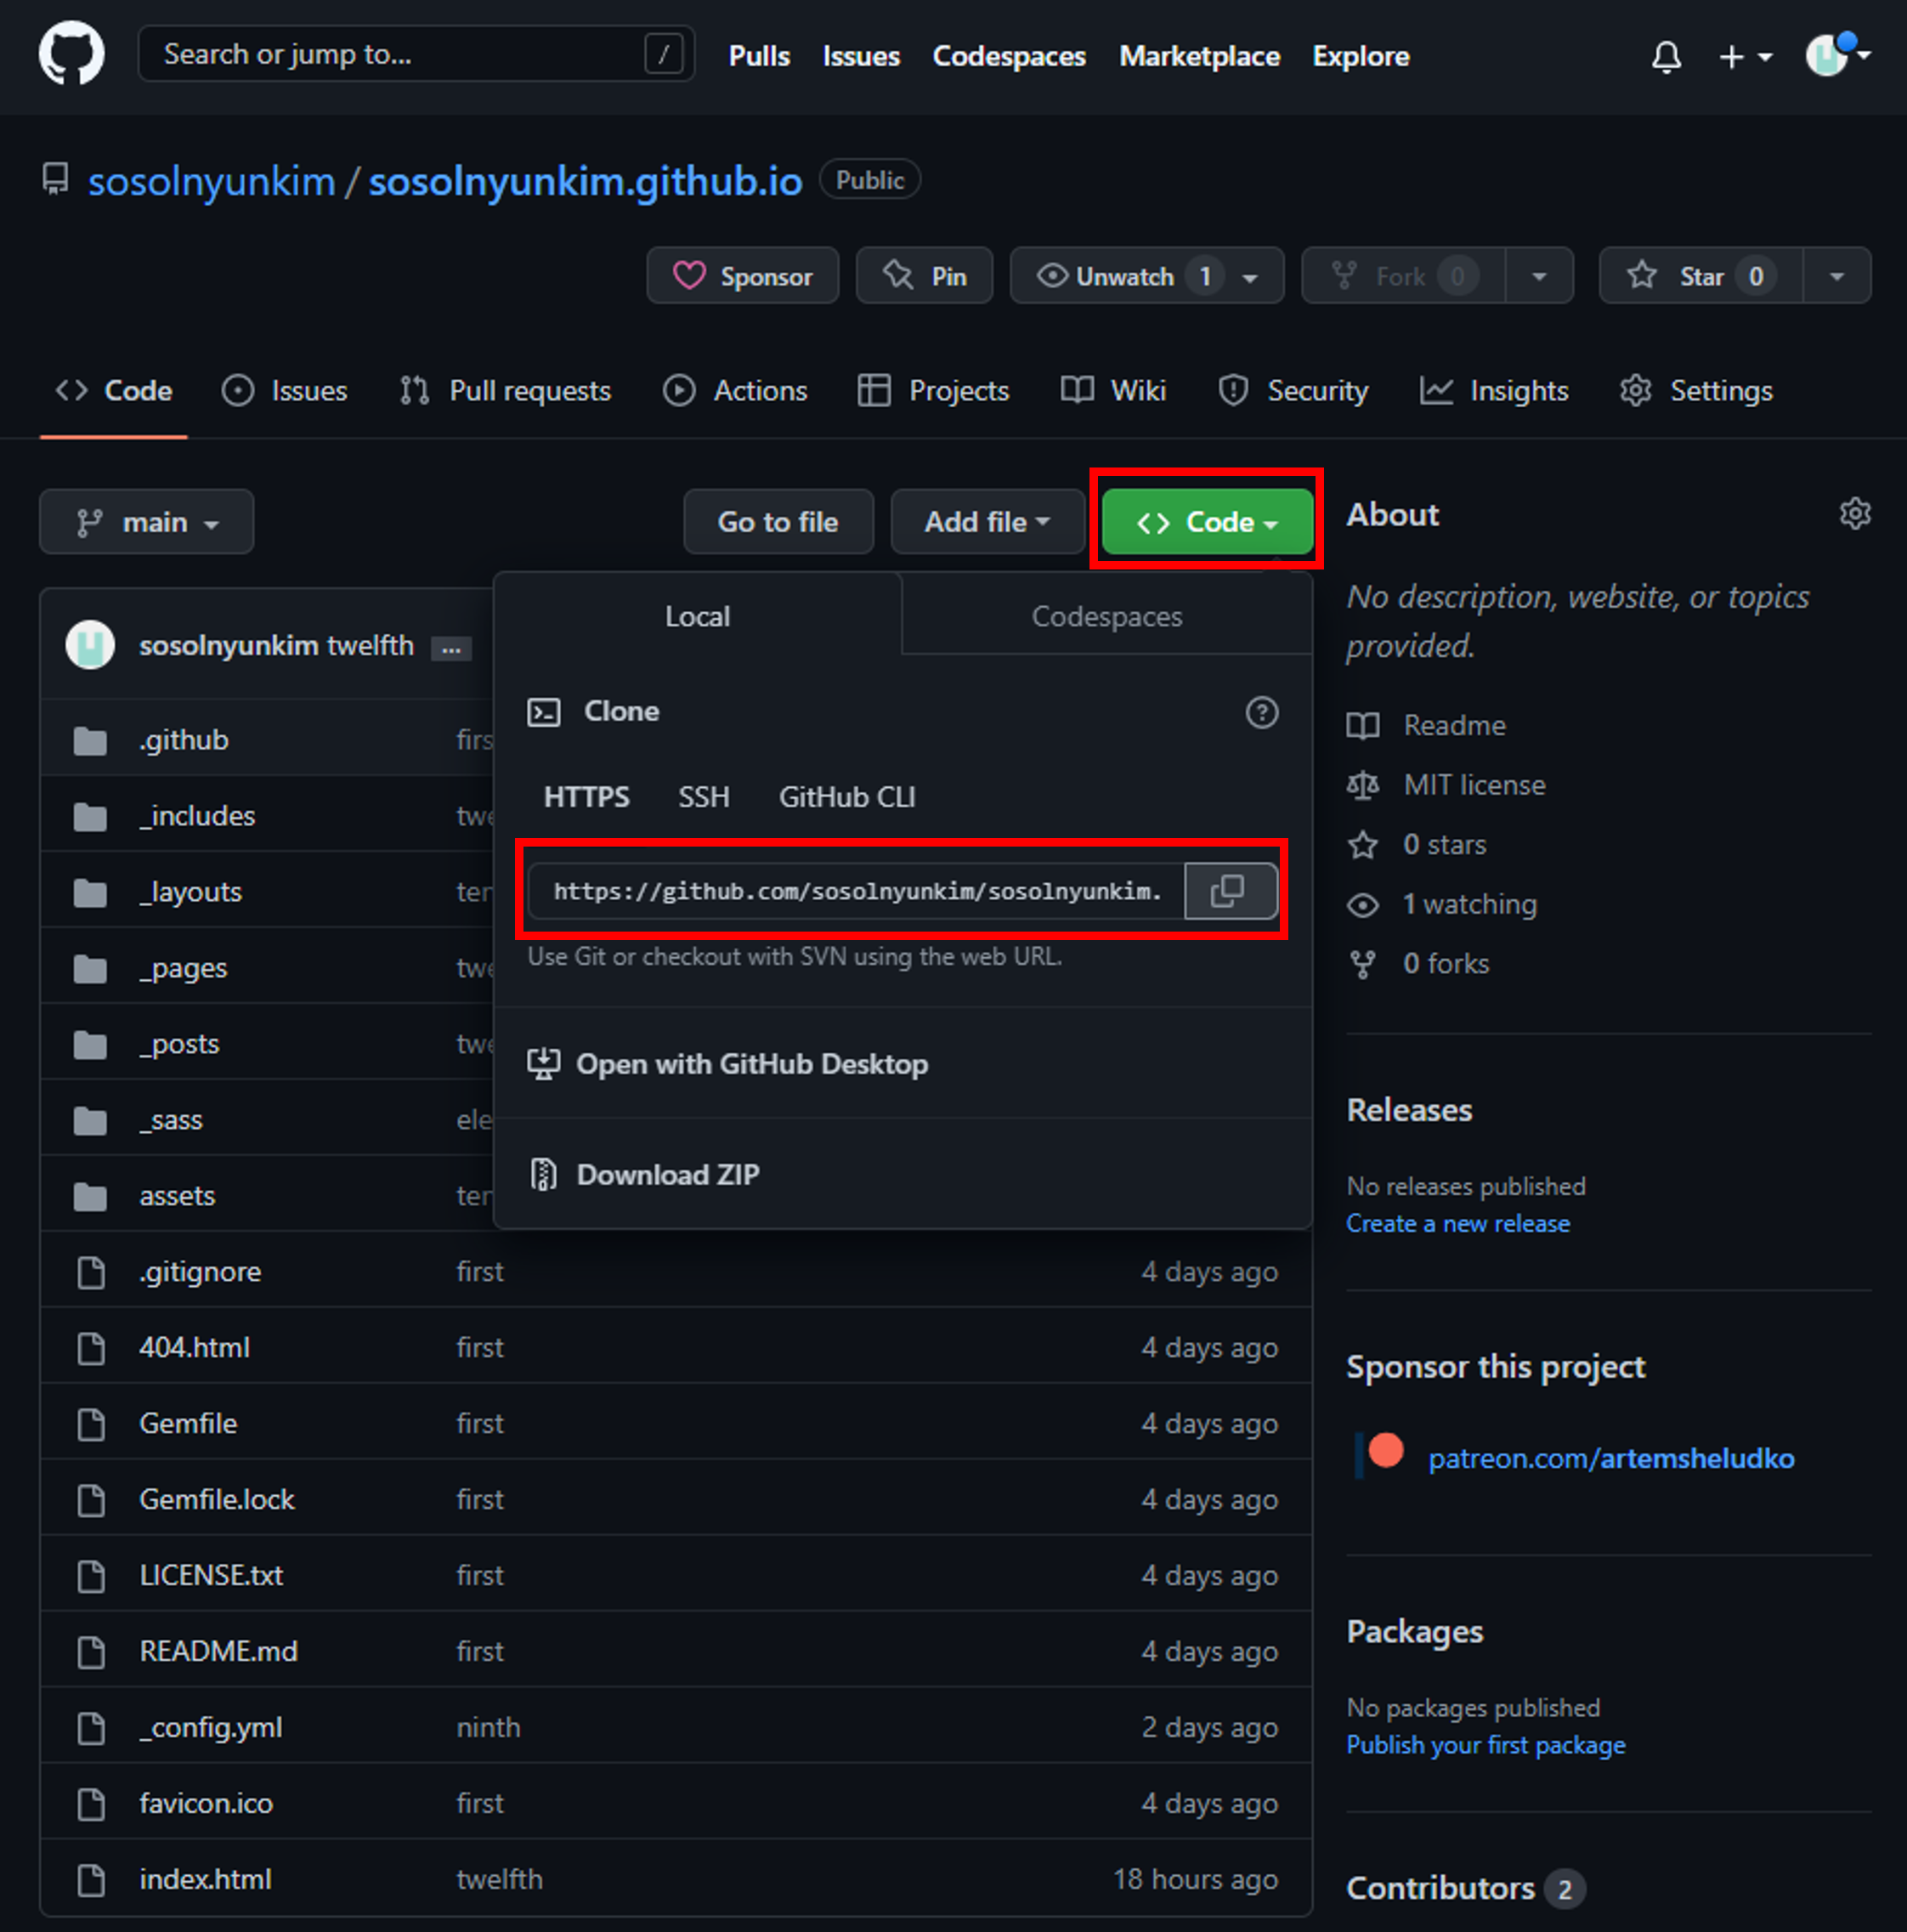 Search or jump to... /
Pulls Issues Codespaces Marketplace Explore
sosolnyunkim / sosolnyunkim.github.io Public
Sponsor Pin Unwatch 1 Fork 0 Star 0
Code Issues Pull requests Actions Projects Wiki Security Insights Settings
main Go to file Add file Code
Local Codespaces
Clone
HTTPS SSH GitHub CLI
https://github.com/sosolnyunkim/sosolnyunkim.
Use Git or checkout with SVN using the web URL.
Open with GitHub Desktop
Download ZIP
sosolnyunkim twelfth ...
.github
_includes
_layouts
_pages
_posts
_sass
assets
.gitignore first 4 days ago
404.html first 4 days ago
Gemfile first 4 days ago
Gemfile.lock first 4 days ago
LICENSE.txt first 4 days ago
README.md first 4 days ago
_config.yml ninth 2 days ago
favicon.ico first 4 days ago
index.html twelfth 18 hours ago
About
No description, website, or topics
provided.
Readme
MIT license
0 stars
1 watching
0 forks
Releases
No releases published
Create a new release
Sponsor this project
patreon.com/artemsheludko
Packages
No packages published
Publish your first package
Contributors 2